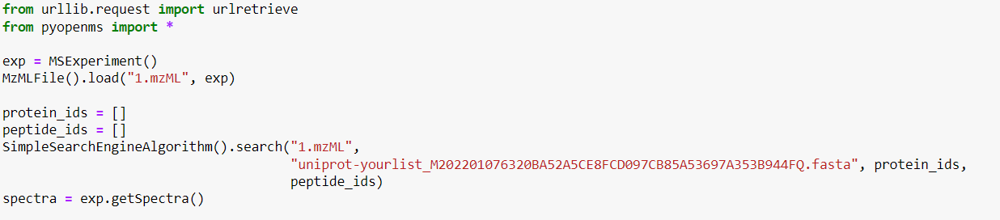 from urllib.request import urlretrieve
from pyopenms import *
exp = MSExperiment()
MzMLFile().load("1.mzML", exp)
protein_ids = []
peptide_ids = []
SimpleSearchEngineAlgorithm().search("1.mzML",
"uniprot-yourlist_M202201076320BA52A5CE8FCD097CB85A53697A353B944FQ.fasta", protein_ids,
peptide_ids)
spectra = exp.getSpectra()